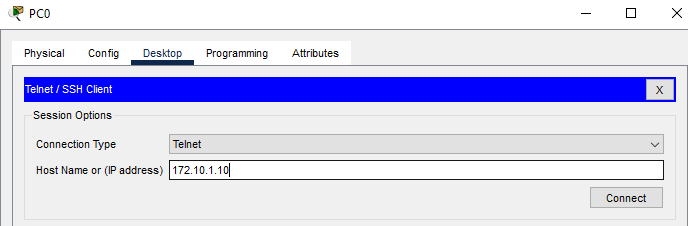 PC0
Physical Config Desktop Programming Attributes
Telnet / SSH Client X
Session Options
Connection Type Telnet
Host Name or (IP address) 172.10.1.10
Connect